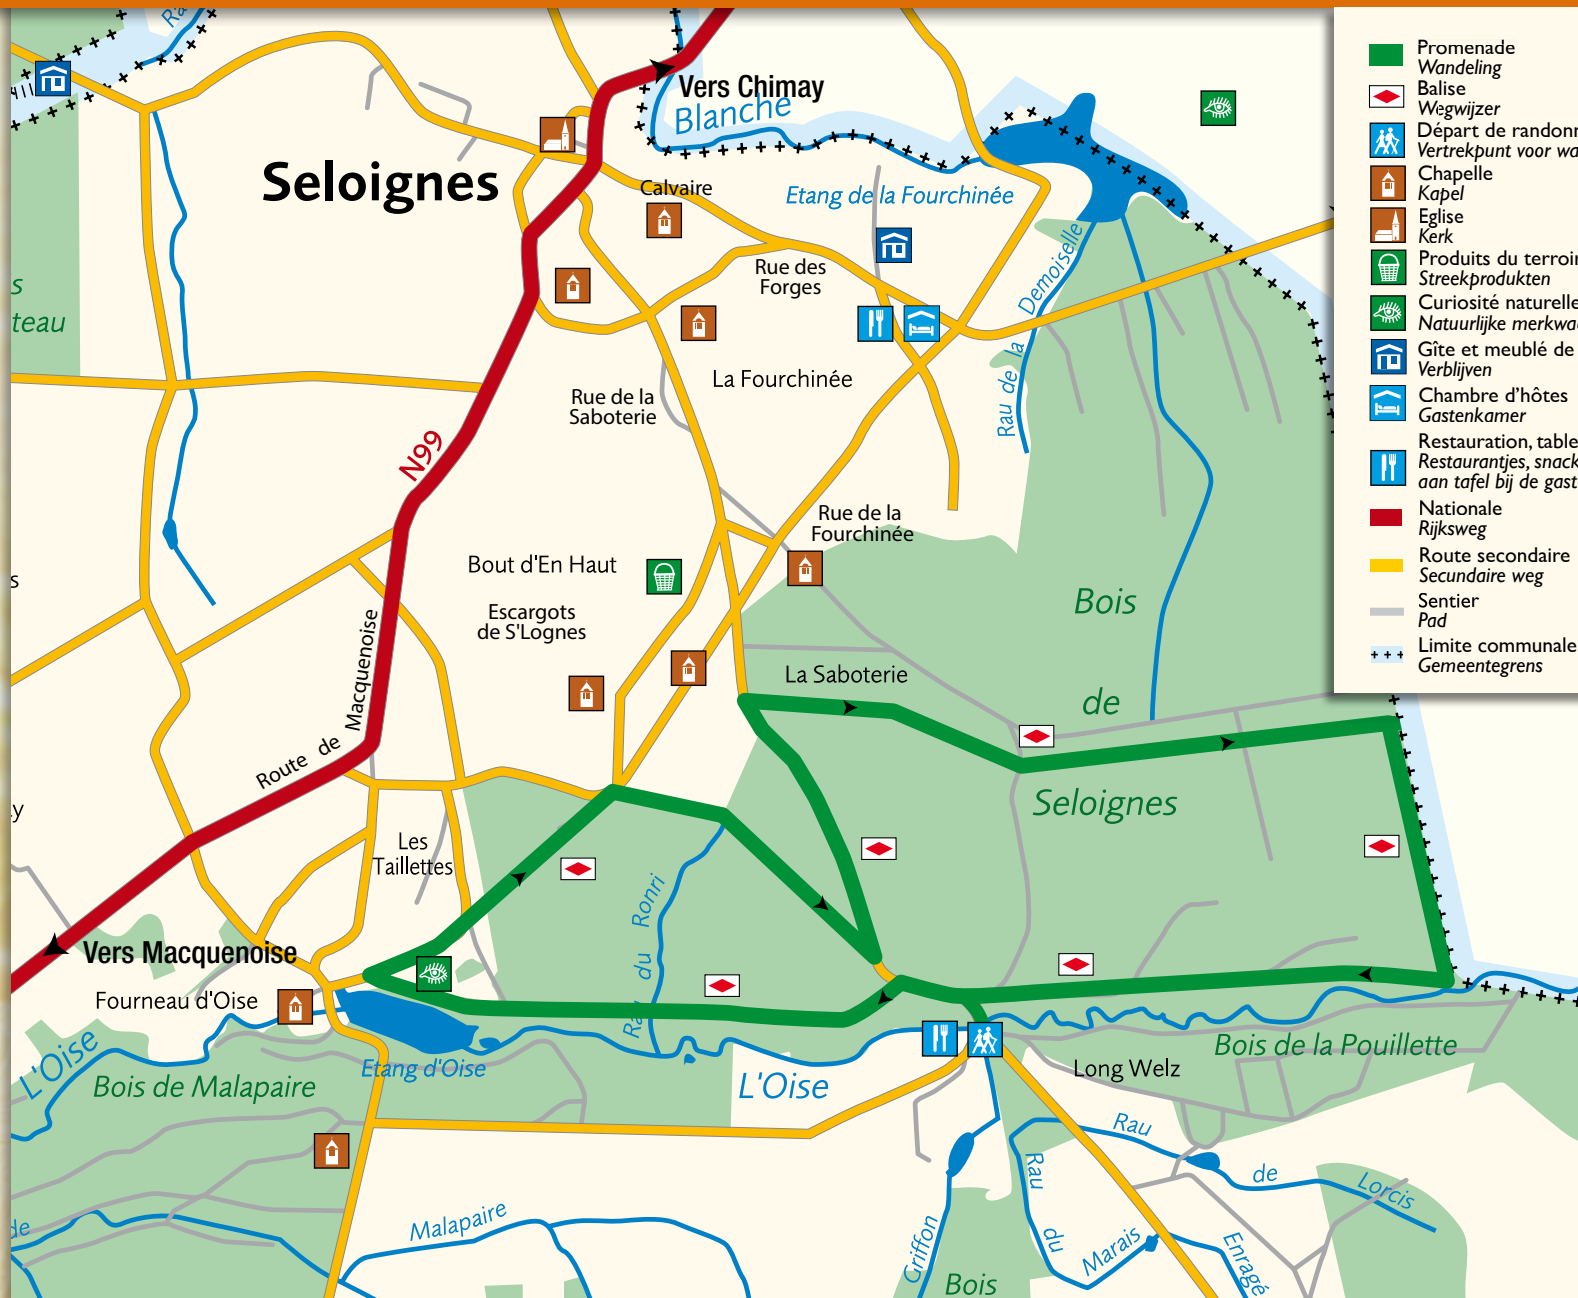 Vers Chimay
Blanche
Seloignes
Calvaire
Etang de la Fourchinée
Rue des
Forges
Rau de la Demoiselle
teau
La Fourchinée
Rue de la
Saboterie
N99
Rue de la
Fourchinée
Bout d'En Haut
Escargots
de S'Lognes
Bois
de
Seloignes
La Saboterie
Route de Macquenoise
Les
Taillettes
Rau du Ronri
Vers Macquenoise
Fourneau d'Oise
L'Oise
Etang d'Oise
Bois de Malapaire
L'Oise
Bois de la Pouillette
Long Welz
Rau de Lorcis
Rau du Marais Enragé
Malapaire
Griffon
Bois
de
Promenade
Wandeling
Balise
Wegwijzer
Départ de randonn
Vertrekpunt voor wa
Chapelle
Kapel
Eglise
Kerk
Produits du terroir
Streekprodukten
Curiosité naturelle
Natuurlijke merkwa
Gîte et meublé de
Verblijven
Chambre d'hôtes
Gastenkamer
Restauration, table
Restaurantjes, snack
aan tafel bij de gast
Nationale
Rijksweg
Route secondaire
Secundaire weg
Sentier
Pad
Limite communale
Gemeentegrens